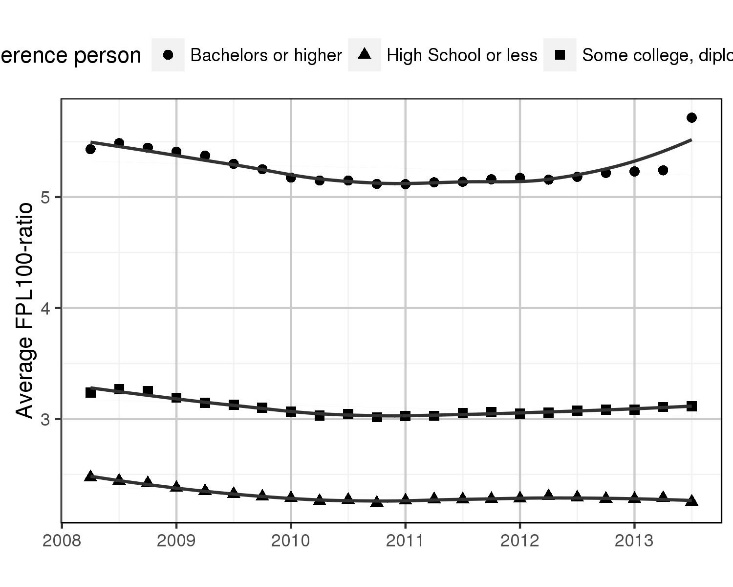 erence person Bachelors or higher High School or less Some college, diplo
Average FPL100-ratio
5
4
3
2008 2009 2010 2011 2012 2013